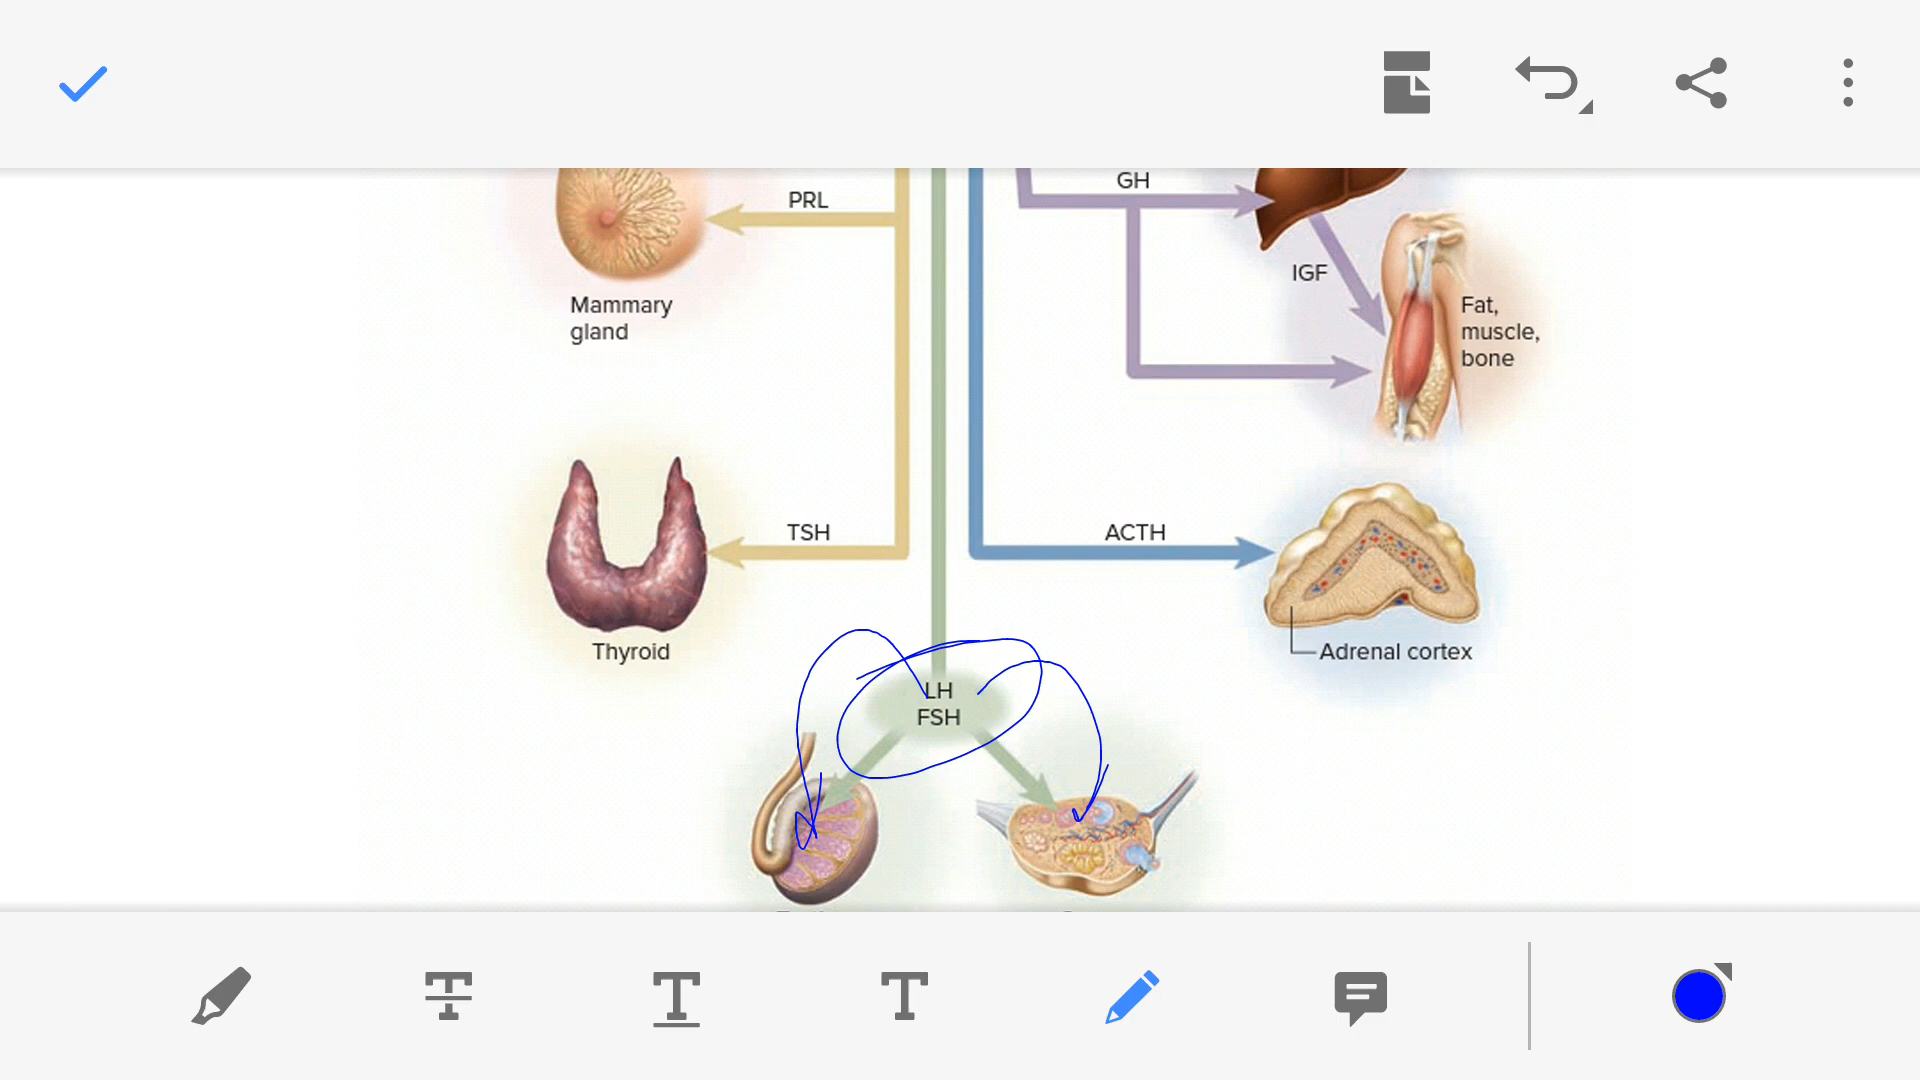 GH
PRL
IGF
Mammary
gland
Fat,
muscle,
bone
TSH
ACTH
Thyroid
Adrenal cortex
LH
FSH